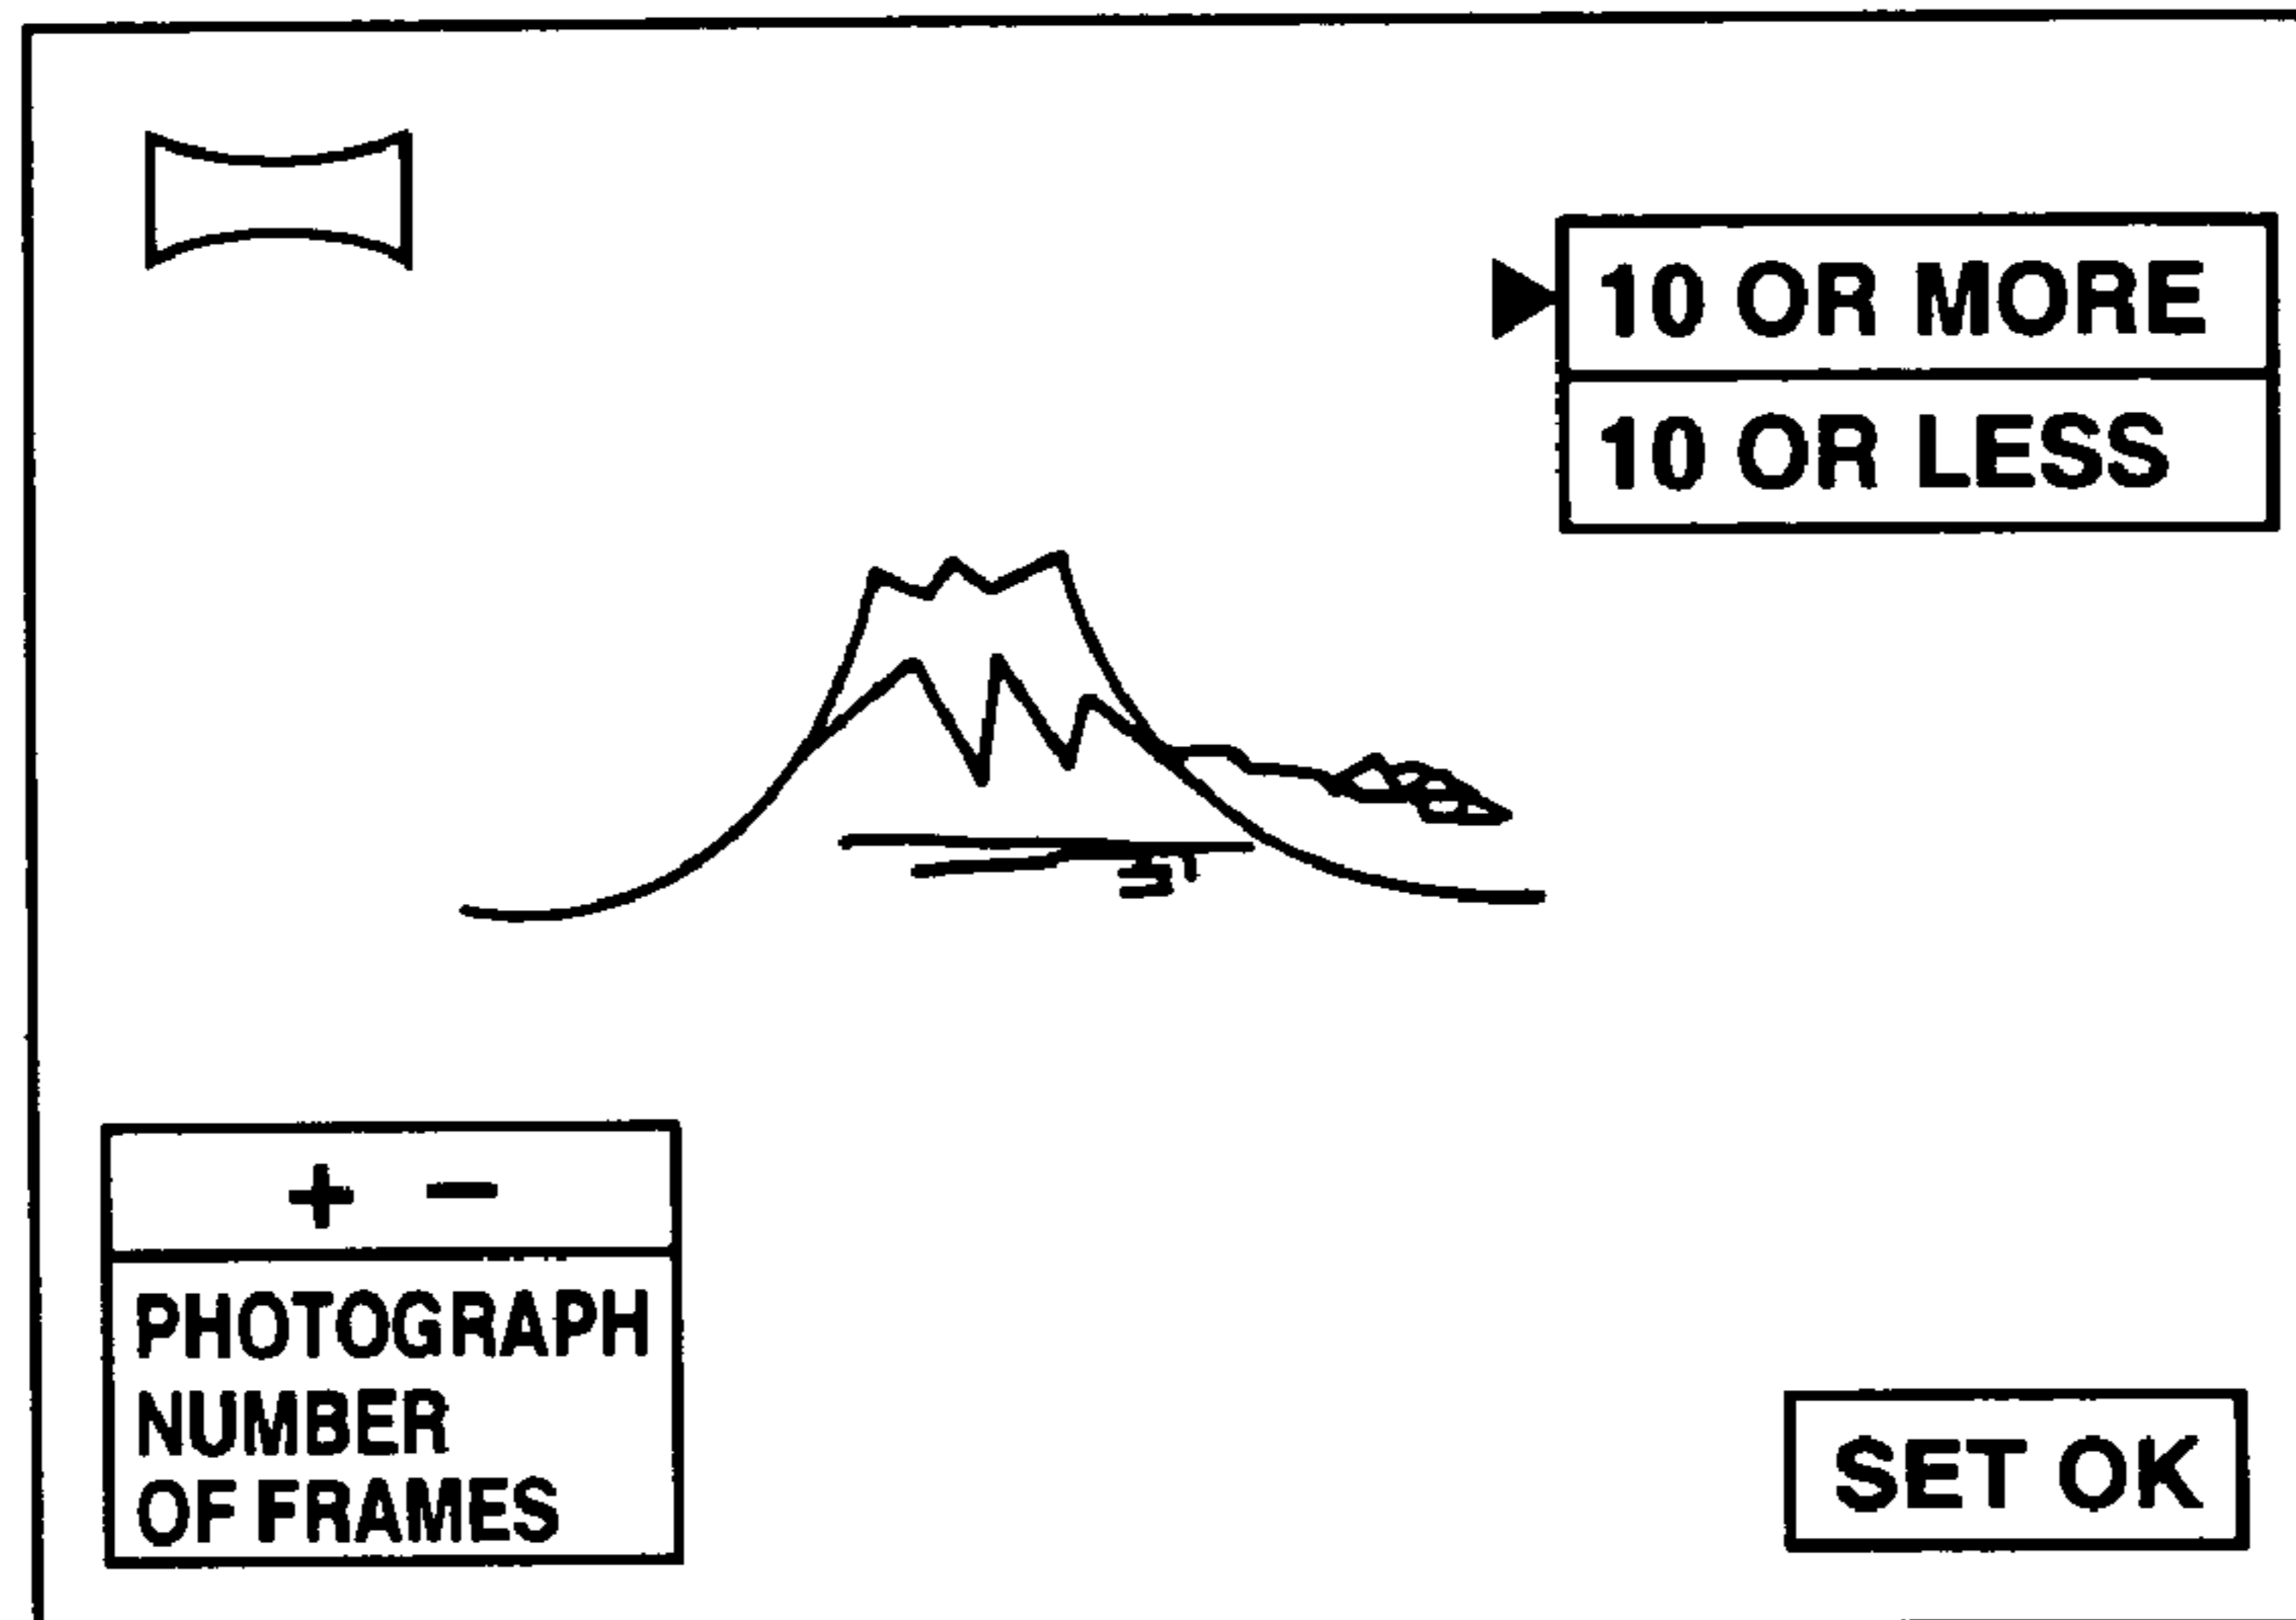 10 OR MORE
10 OR LESS
+ −
PHOTOGRAPH
NUMBER
OF FRAMES
SET OK